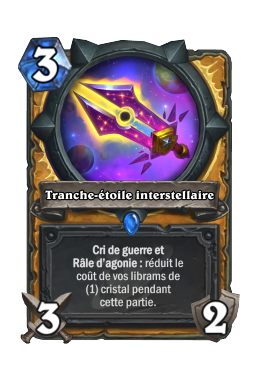 3
Tranche-étoile interstellaire
Cri de guerre et
Râle d'agonie : réduit le
coût de vos librams de
(1) cristal pendant
cette partie.
3
2